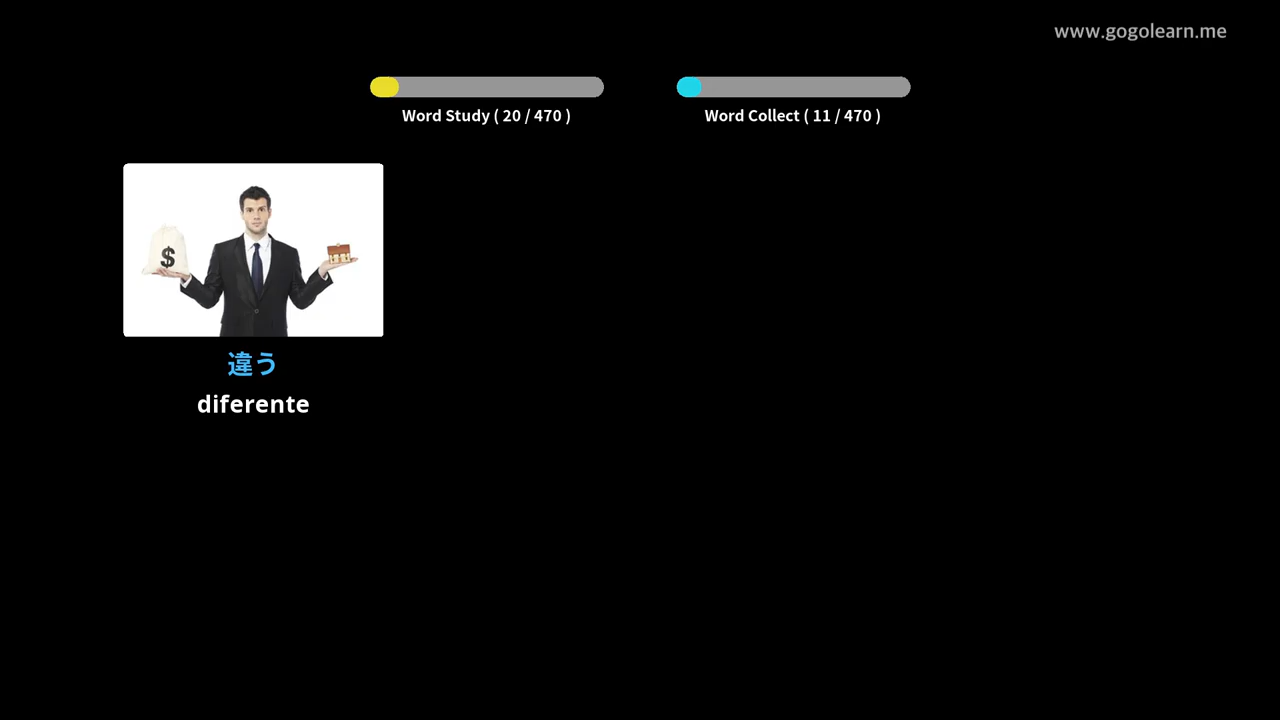 www.gogolearn.me
Word Study ( 20 / 470 )
Word Collect ( 11 / 470 )
$
違う
diferente